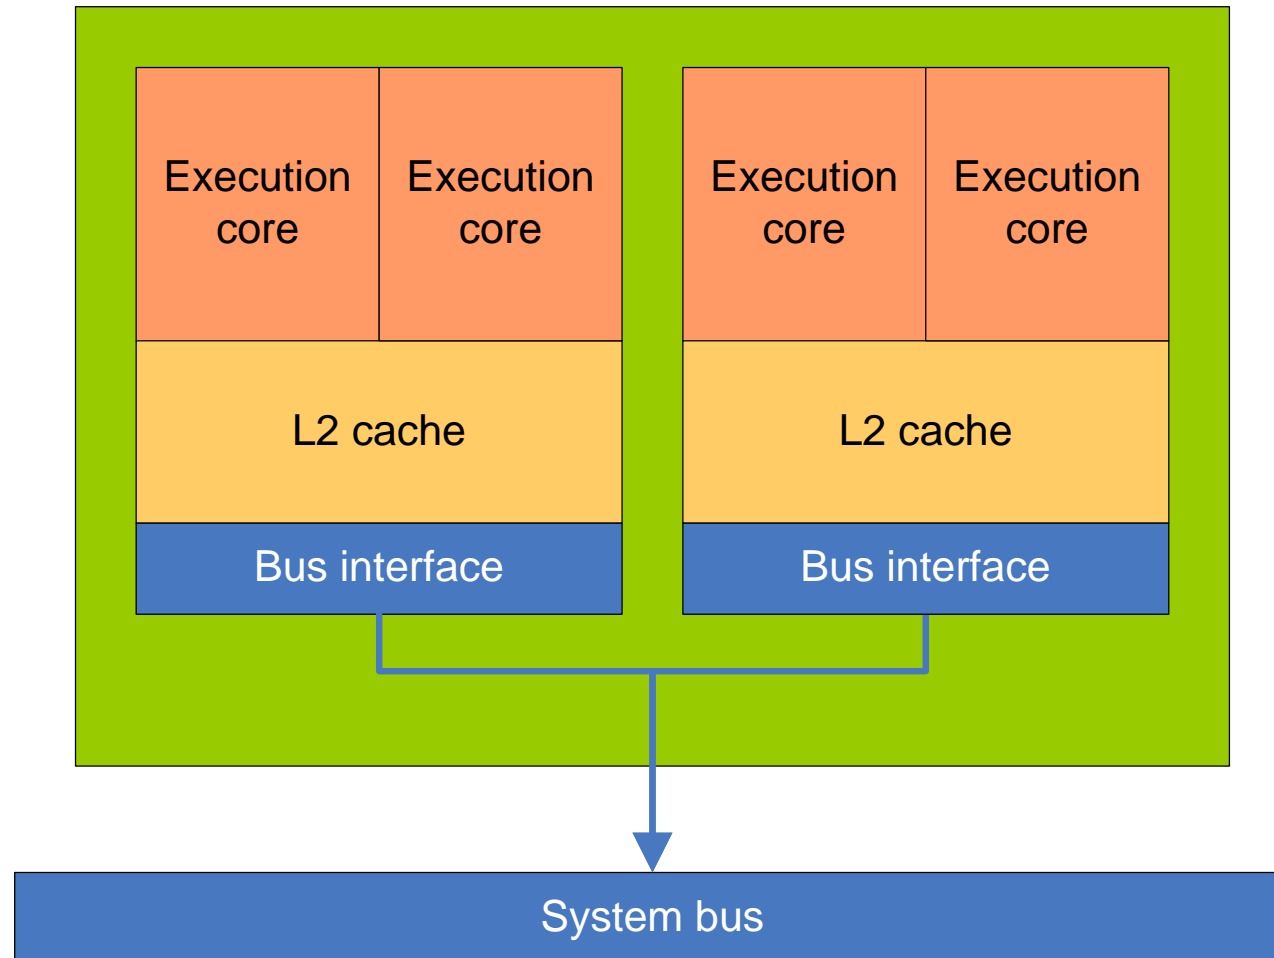 Execution
core
Execution
core
Execution
core
Execution
core
L2 cache
L2 cache
Bus interface
Bus interface
System bus